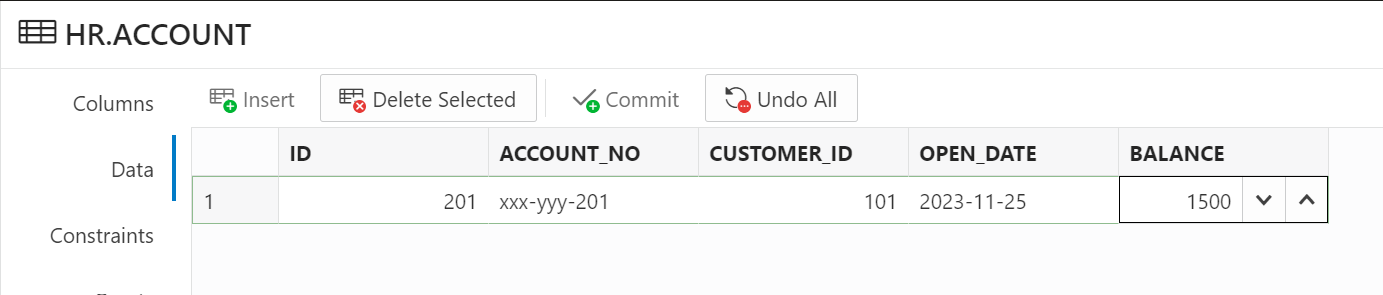 HR.ACCOUNT
Columns
Data
Constraints
Insert Delete Selected Commit Undo All
ID ACCOUNT_NO CUSTOMER_ID OPEN_DATE BALANCE
1 201 xxx-yyy-201 101 2023-11-25 1500